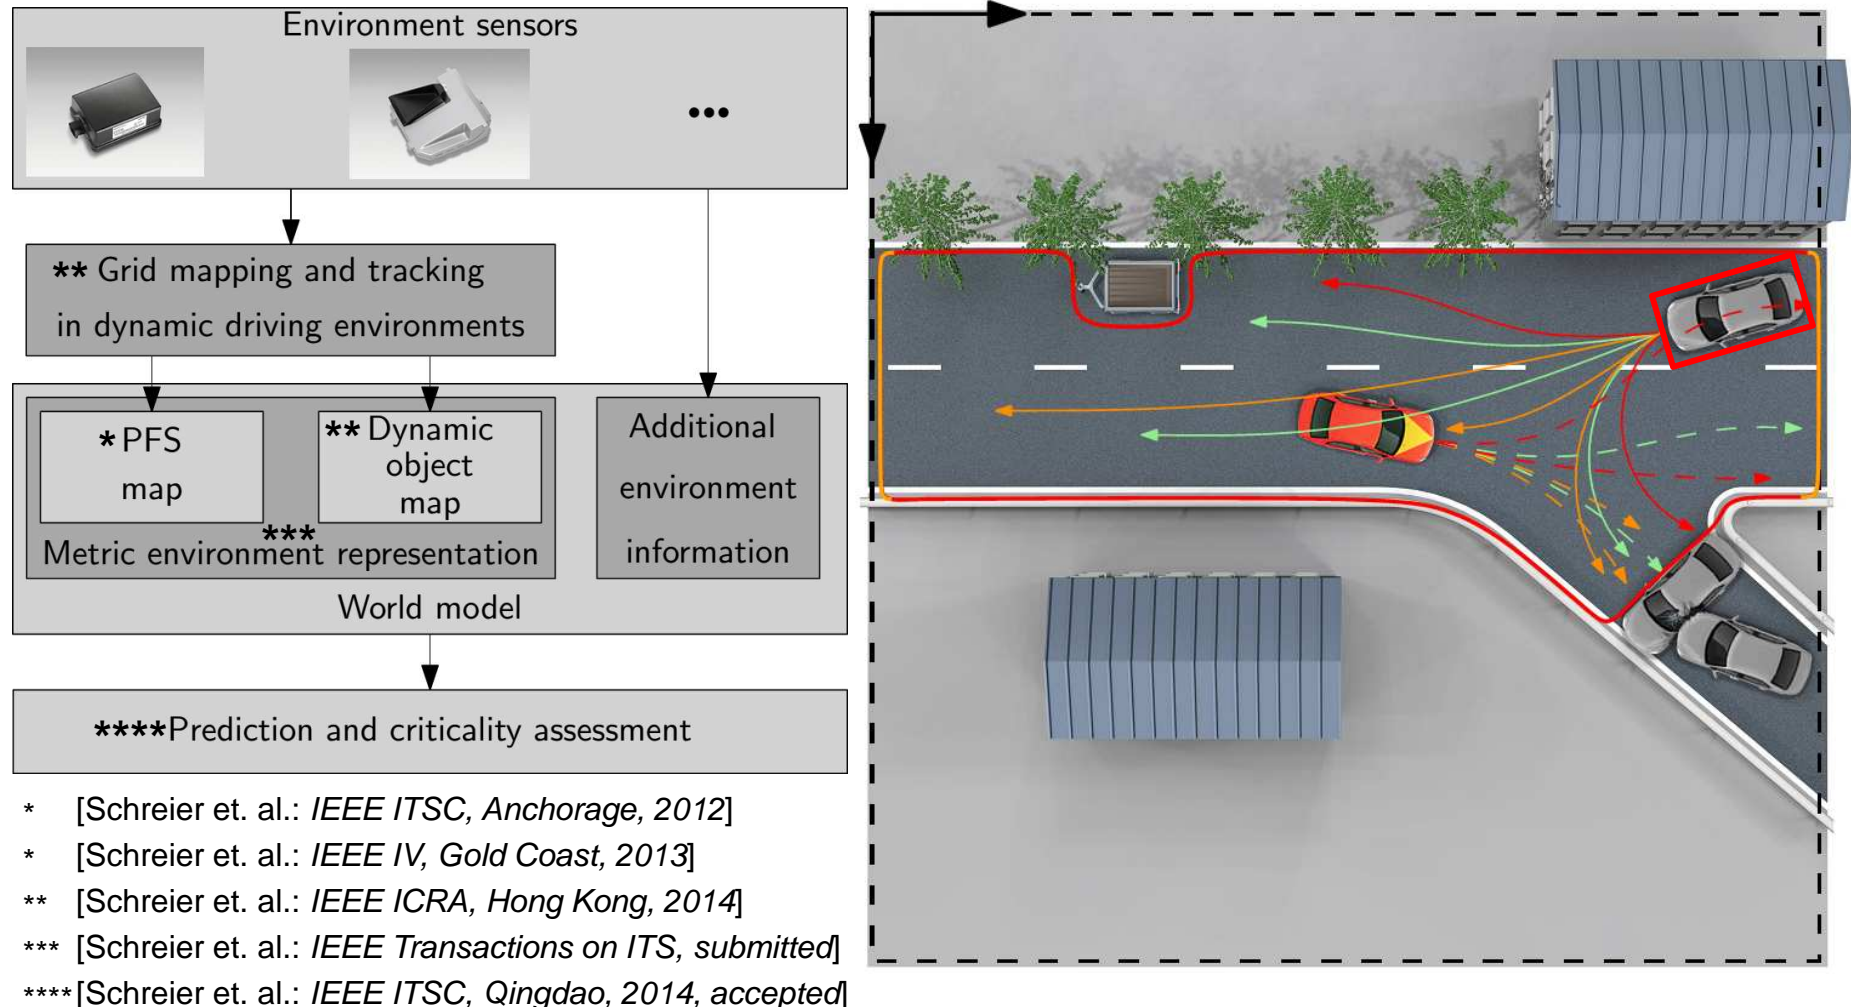 Environment sensors
...
** Grid mapping and tracking
in dynamic driving environments
* PFS
map
** Dynamic
object
map
***
Metric environment representation
Additional
environment
information
World model
****Prediction and criticality assessment
* [Schreier et. al.: IEEE ITSC, Anchorage, 2012]
* [Schreier et. al.: IEEE IV, Gold Coast, 2013]
** [Schreier et. al.: IEEE ICRA, Hong Kong, 2014]
*** [Schreier et. al.: IEEE Transactions on ITS, submitted]
****[Schreier et. al.: IEEE ITSC, Qingdao, 2014, accepted]